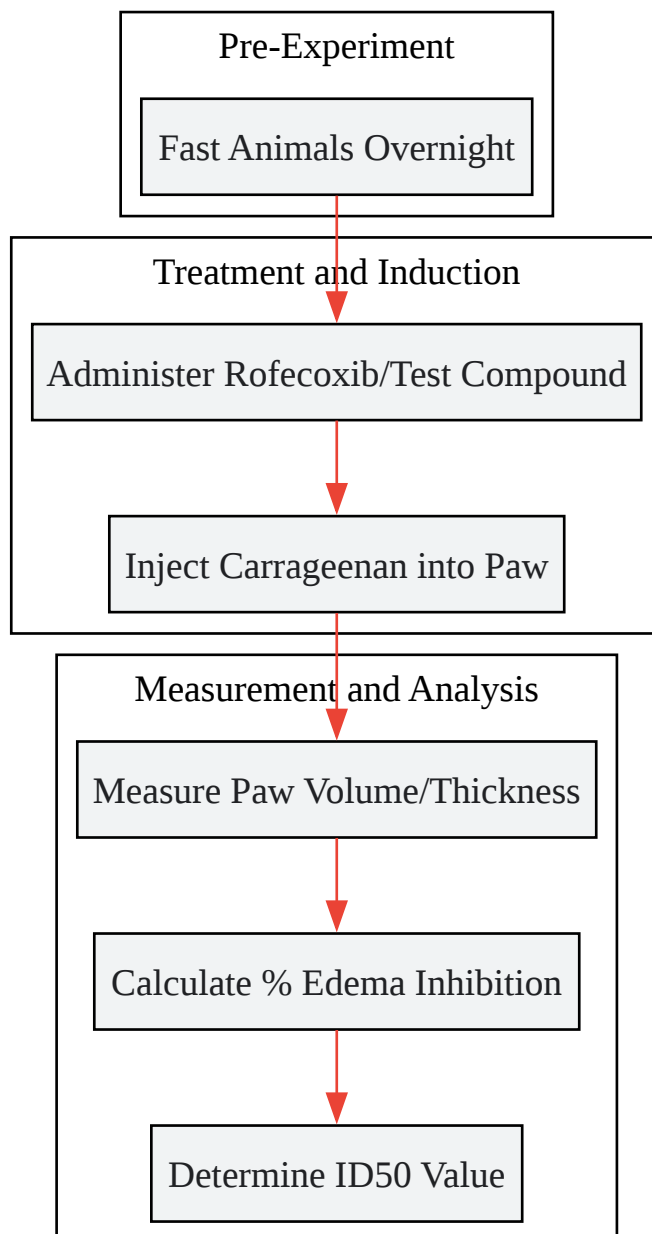 Pre-Experiment
Fast Animals Overnight
Treatment and Induction
Administer Rofecoxib/Test Compound
Inject Carrageenan into Paw
Measurement and Analysis
Measure Paw Volume/Thickness
Calculate % Edema Inhibition
Determine ID50 Value